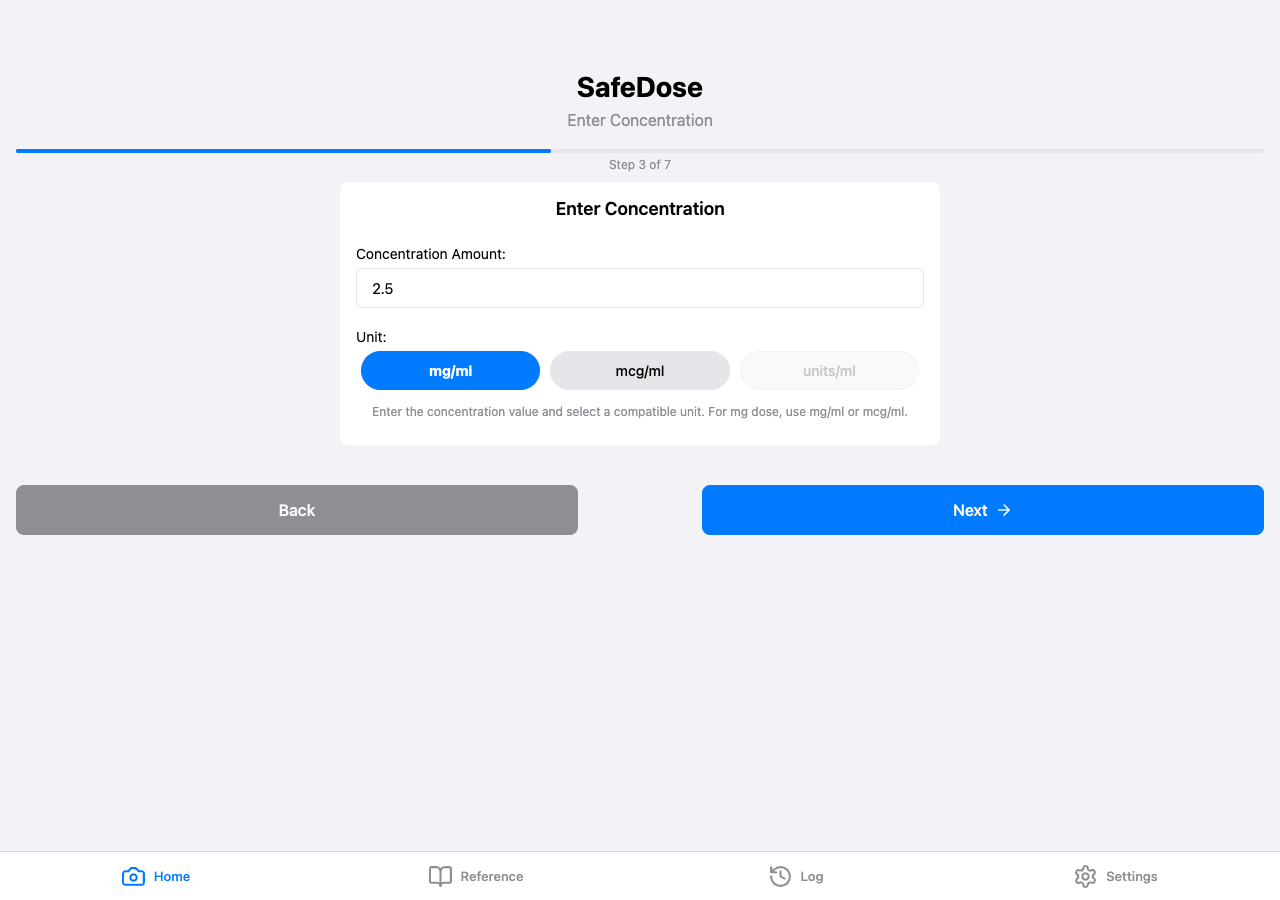 SafeDose
Enter Concentration
Step 3 of 7
Enter Concentration
Concentration Amount:
2.5
Unit:
mg/ml mcg/ml units/ml
Enter the concentration value and select a compatible unit. For mg dose, use mg/ml or mcg/ml.
Back Next →
Home Reference Log Settings